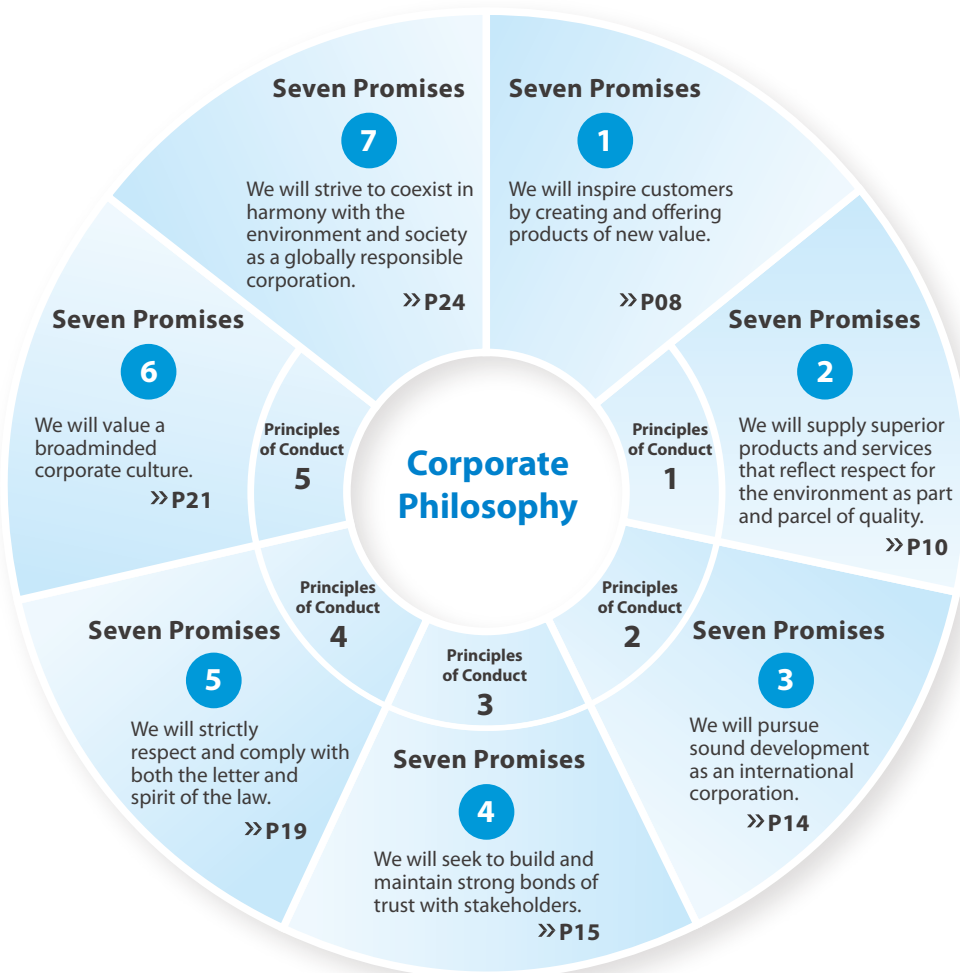 Seven Promises
1
We will inspire customers
by creating and offering
products of new value.
»P08
Seven Promises
2
We will supply superior
products and services
that reflect respect for
the environment as part
and parcel of quality.
»P10
Seven Promises
3
We will pursue
sound development
as an international
corporation.
»P14
Seven Promises
4
We will seek to build and
maintain strong bonds of
trust with stakeholders.
»P15
Seven Promises
5
We will strictly
respect and comply with
both the letter and
spirit of the law.
»P19
Seven Promises
6
We will value a
broadminded
corporate culture.
»P21
Seven Promises
7
We will strive to coexist in
harmony with the
environment and society
as a globally responsible
corporation.
»P24
Principles
of Conduct
1
Principles
of Conduct
2
Principles
of Conduct
3
Principles
of Conduct
4
Principles
of Conduct
5
Corporate
Philosophy